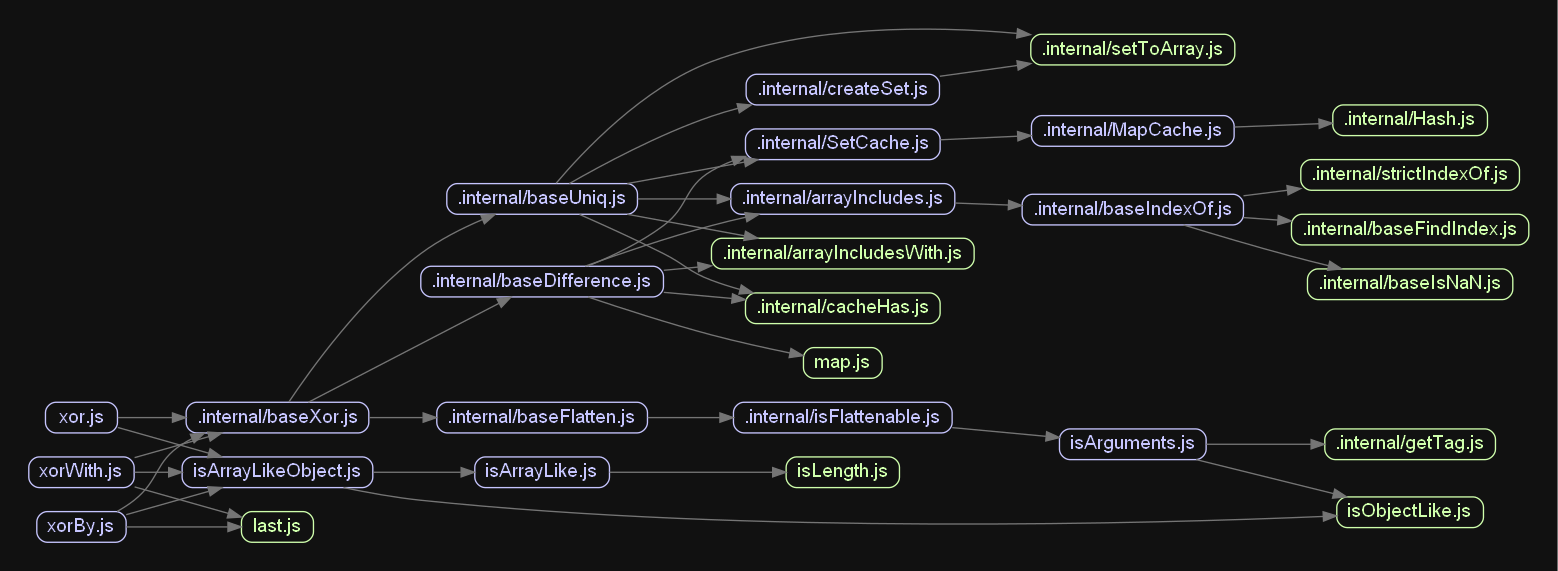 .internal/setToArray.js
.internal/createSet.js
.internal/Hash.js
.internal/MapCache.js
.internal/SetCache.js
.internal/strictIndexOf.js
.internal/baseUniq.js
.internal/arrayIncludes.js
.internal/baseIndexOf.js
.internal/baseFindIndex.js
.internal/arrayIncludesWith.js
.internal/baseDifference.js
.internal/baseIsNaN.js
.internal/cacheHas.js
map.js
xor.js
.internal/baseXor.js
.internal/baseFlatten.js
.internal/isFlattenable.js
isArguments.js
.internal/getTag.js
xorWith.js
isArrayLikeObject.js
isArrayLike.js
isLength.js
isObjectLike.js
xorBy.js
last.js